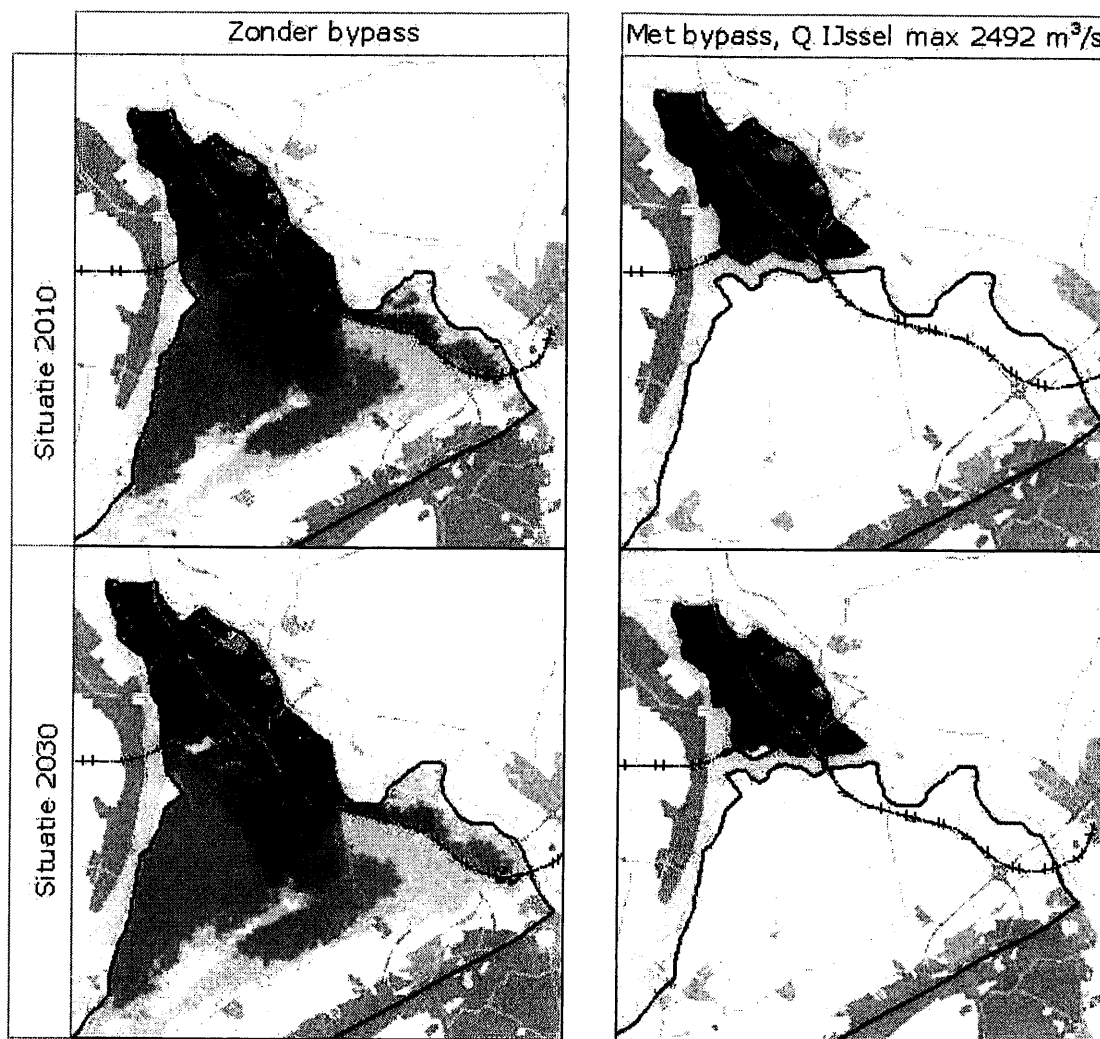 Zonder bypass
Met bypass, Q IJssel max 2492 m³/s
Situatie 2010
Situatie 2030